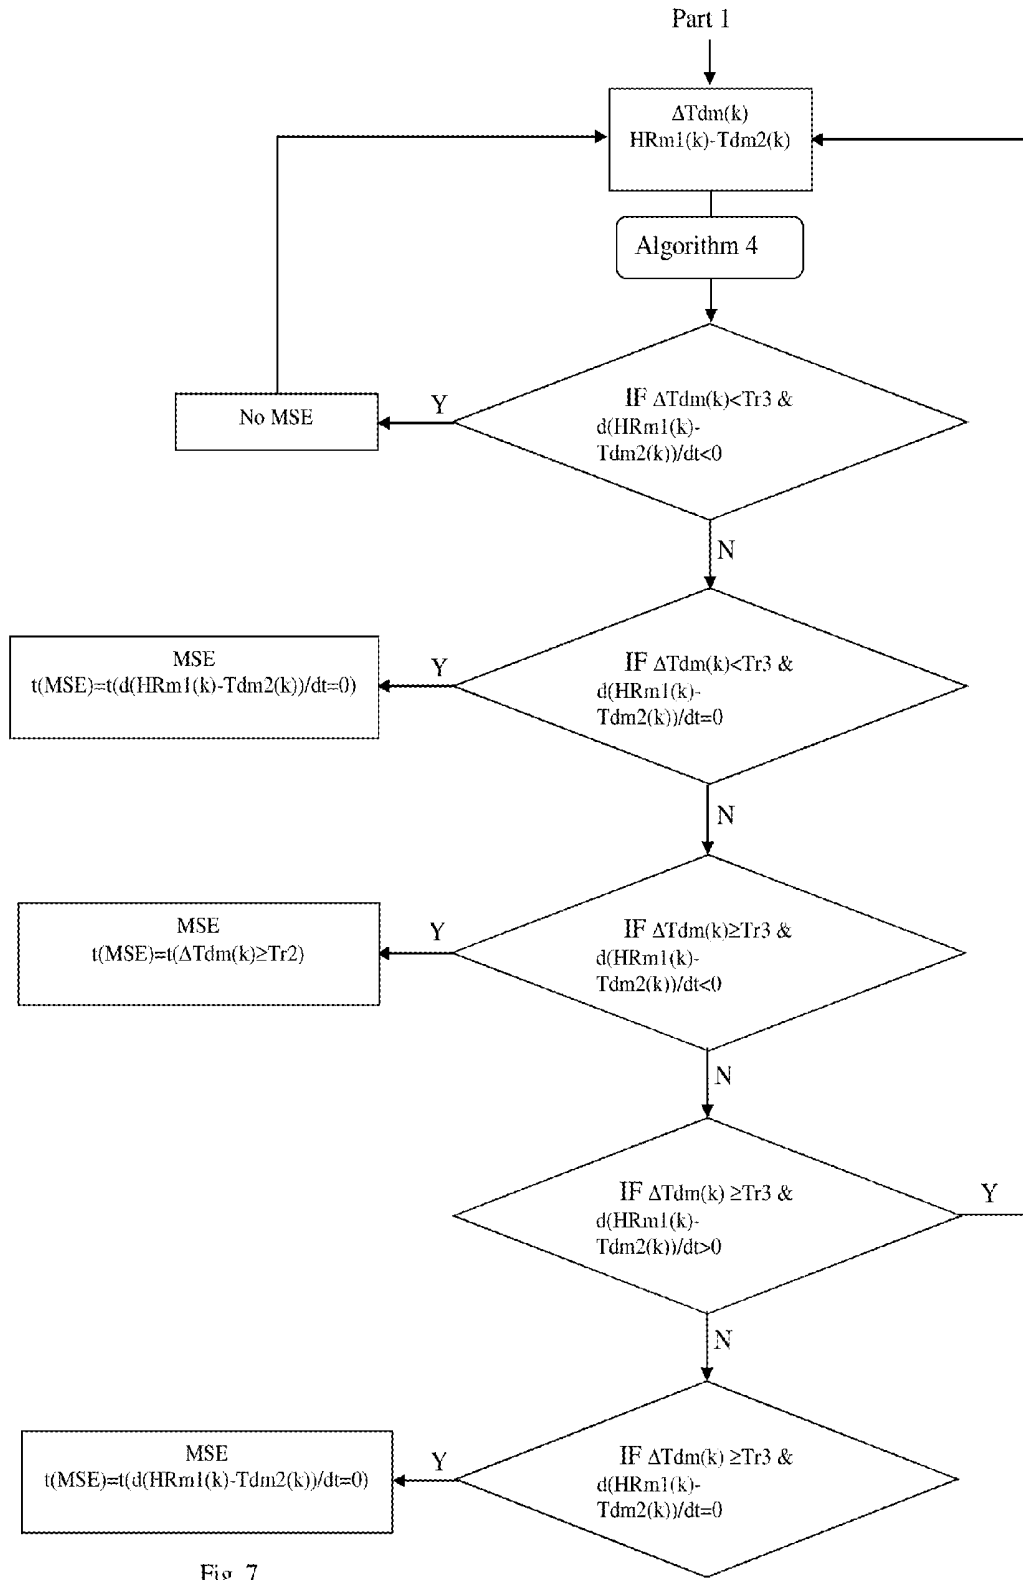 Part 1
ΔTdm(k)
HRm1(k)-Tdm2(k)
Algorithm 4
IF ΔTdm(k)<Tr3 &
d(HRm1(k)-
Tdm2(k))/dt<0
Y
No MSE
N
IF ΔTdm(k)<Tr3 &
d(HRm1(k)-
Tdm2(k))/dt=0
Y
MSE
t(MSE)=t(d(HRm1(k)-Tdm2(k))/dt=0)
N
IF ΔTdm(k)≥Tr3 &
d(HRm1(k)-
Tdm2(k))/dt<0
Y
MSE
t(MSE)=t(ΔTdm(k)≥Tr2)
N
IF ΔTdm(k) ≥Tr3 &
d(HRm1(k)-
Tdm2(k))/dt>0
Y
N
IF ΔTdm(k) ≥Tr3 &
d(HRm1(k)-
Tdm2(k))/dt=0
Y
MSE
t(MSE)=t(d(HRm1(k)-Tdm2(k))/dt=0)
Fig. 7